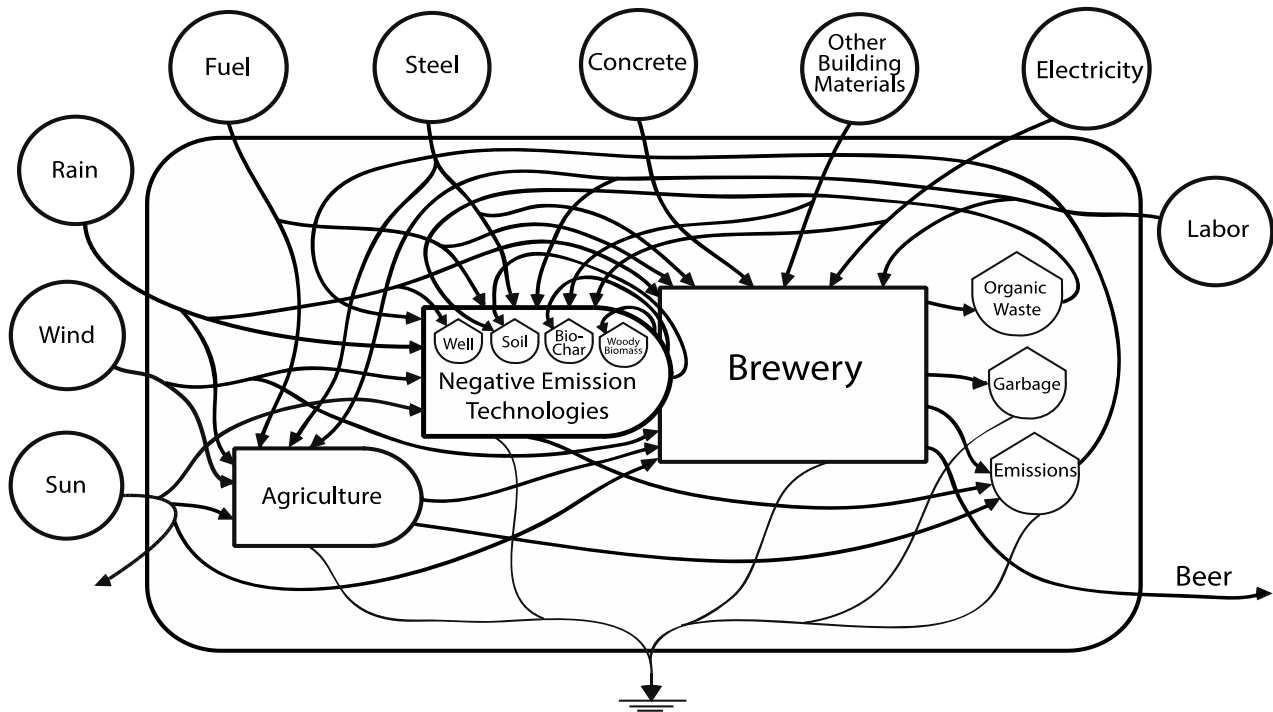 Fuel
Steel
Concrete
Other
Building
Materials
Electricity
Rain
Labor
Wind
Sun
Well
Soil
Bio-
Char
Woody
Biomass
Negative Emission
Technologies
Brewery
Organic
Waste
Garbage
Emissions
Agriculture
Beer